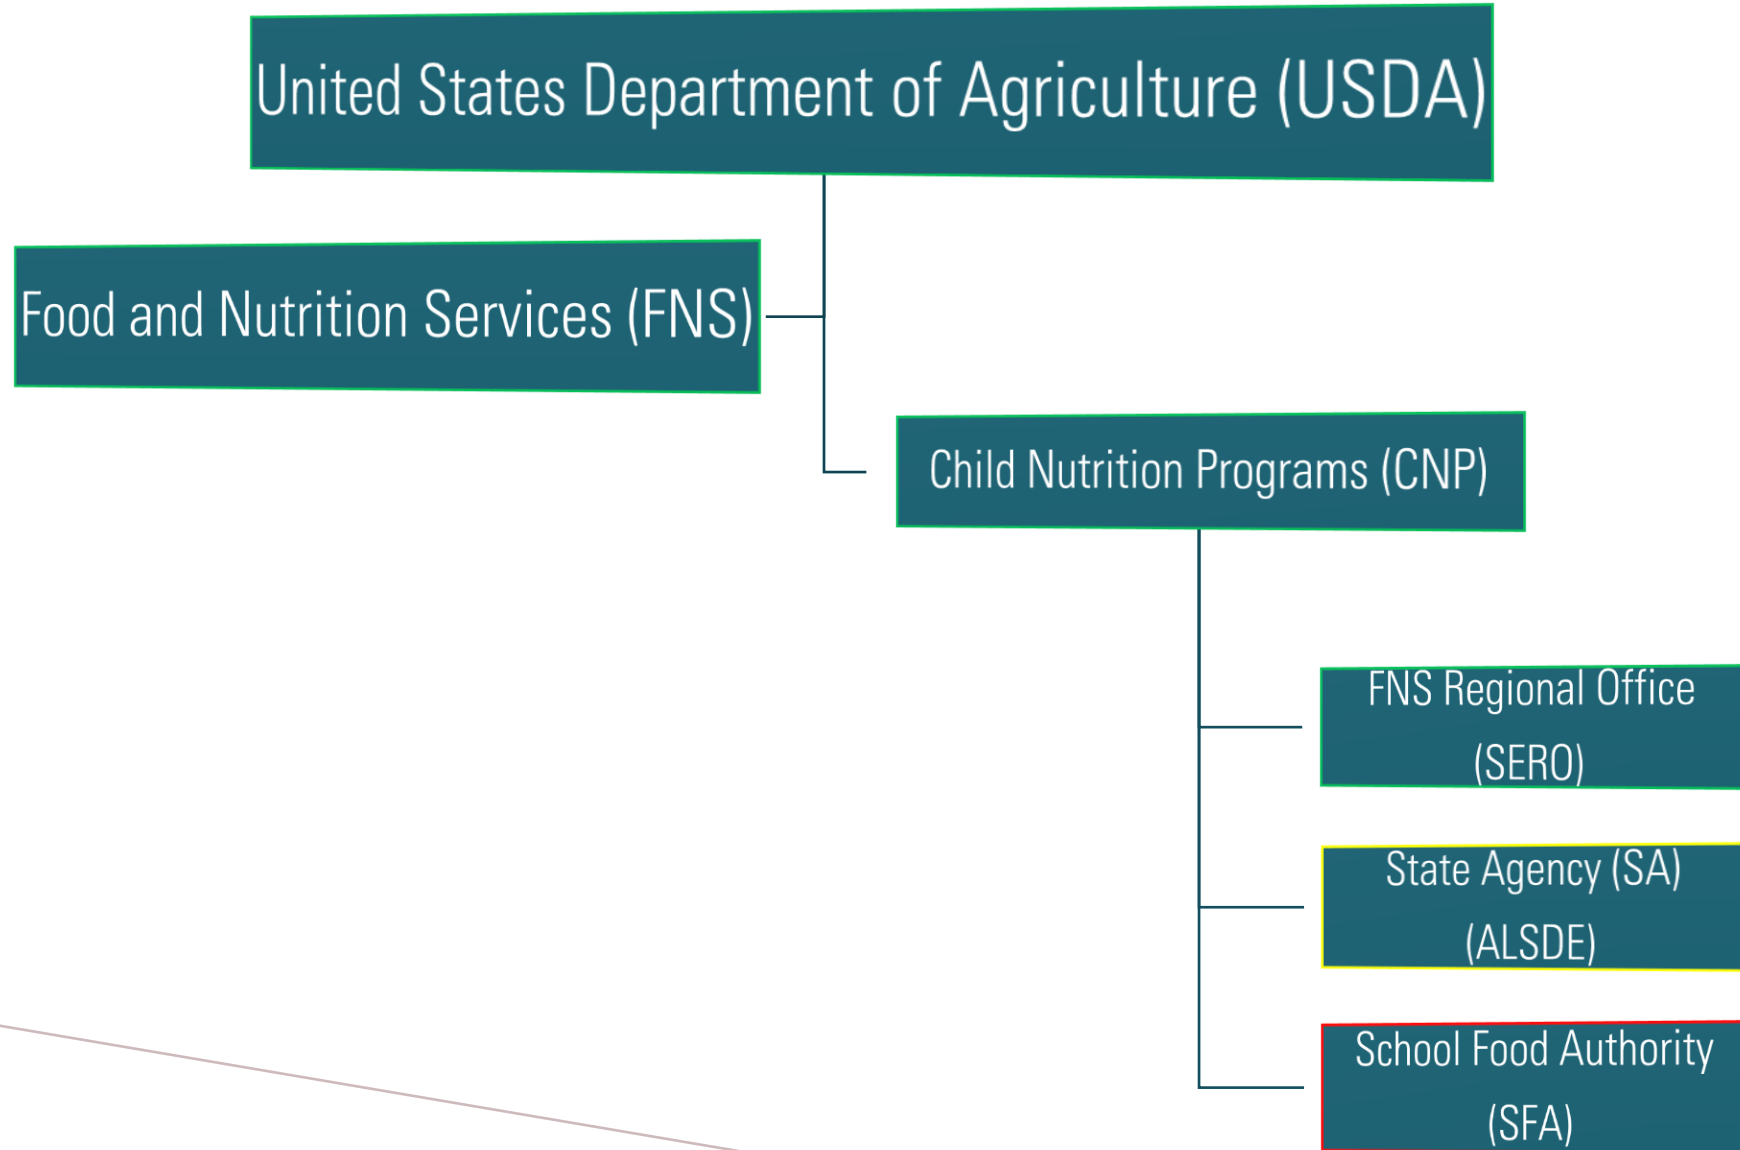 United States Department of Agriculture (USDA)
Food and Nutrition Services (FNS)
Child Nutrition Programs (CNP)
FNS Regional Office
(SERO)
State Agency (SA)
(ALSDE)
School Food Authority
(SFA)